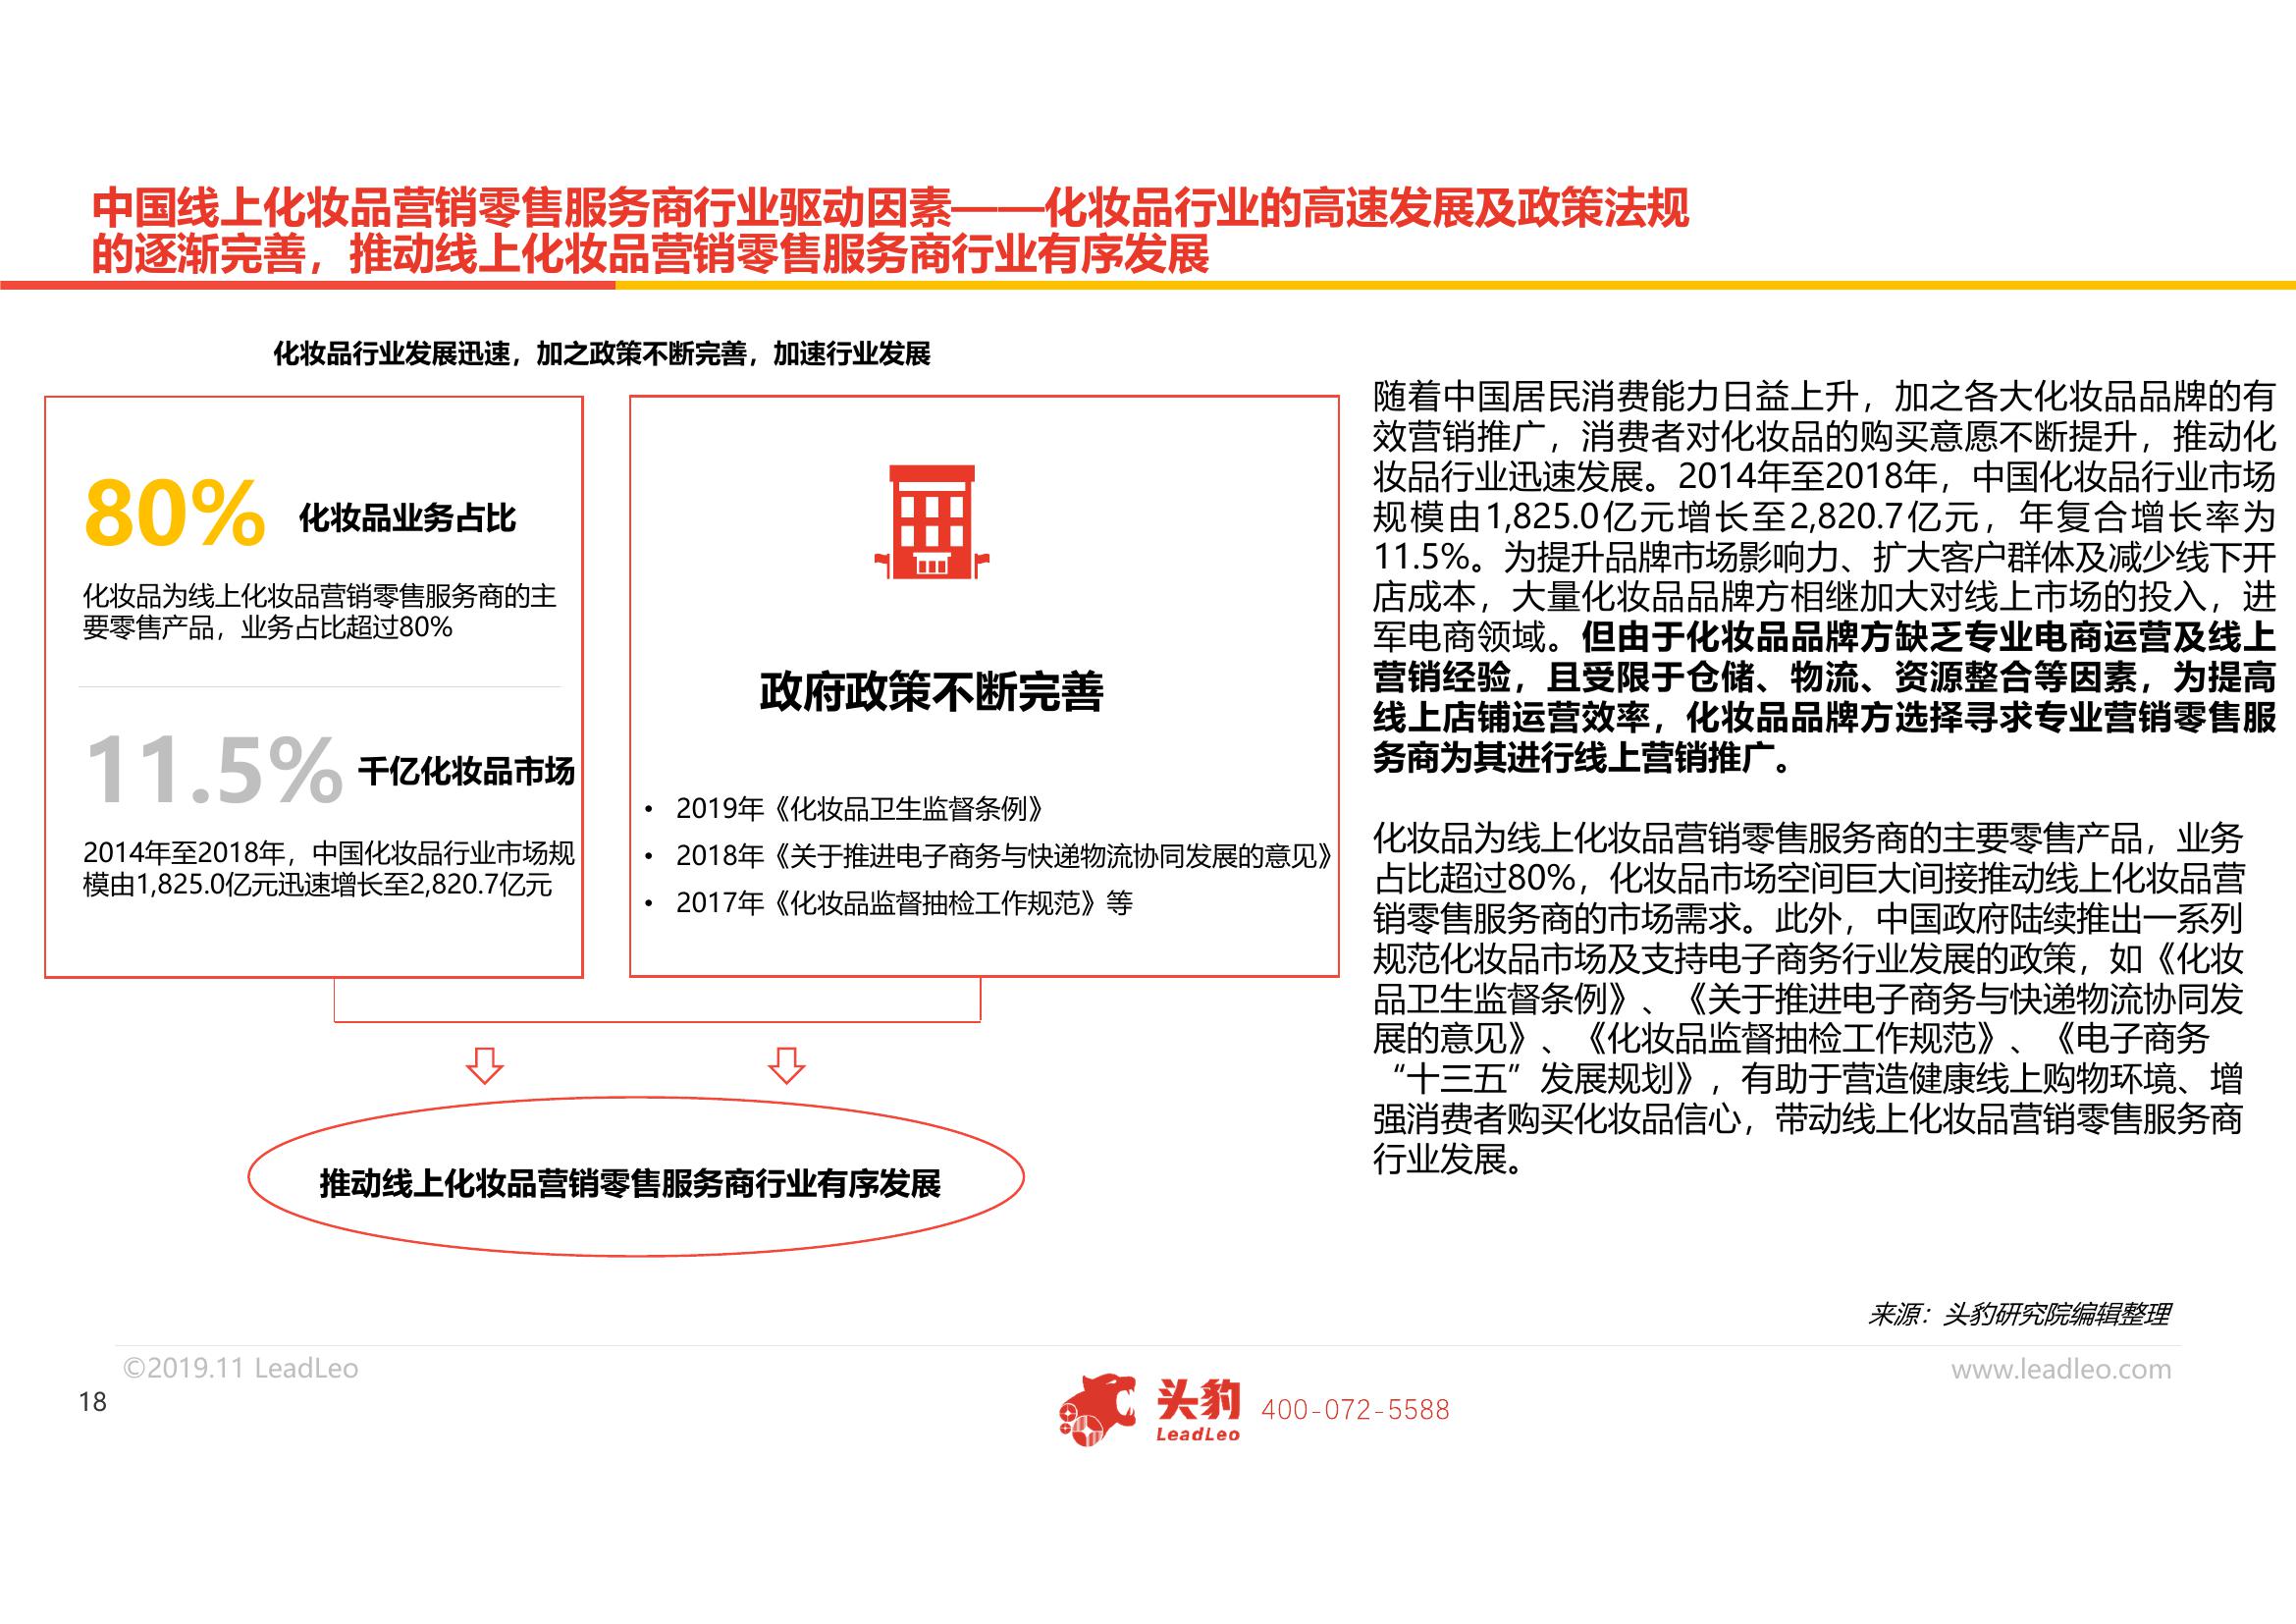 中国线上化妆品营销零售服务商行业驱动因素——化妆品行业的高速发展及政策法规
的逐渐完善，推动线上化妆品营销零售服务商行业有序发展
化妆品行业发展迅速，加之政策不断完善，加速行业发展
80% 化妆品业务占比
化妆品为线上化妆品营销零售服务商的主
要零售产品，业务占比超过80%
11.5% 千亿化妆品市场
2014年至2018年，中国化妆品行业市场规
模由1,825.0亿元迅速增长至2,820.7亿元
政府政策不断完善
• 2019年《化妆品卫生监督条例》
• 2018年《关于推进电子商务与快递物流协同发展的意见》
• 2017年《化妆品监督抽检工作规范》等
推动线上化妆品营销零售服务商行业有序发展
随着中国居民消费能力日益上升，加之各大化妆品品牌的有
效营销推广，消费者对化妆品的购买意愿不断提升，推动化
妆品行业迅速发展。2014年至2018年，中国化妆品行业市场
规模由1,825.0亿元增长至2,820.7亿元，年复合增长率为
11.5%。为提升品牌市场影响力、扩大客户群体及减少线下开
店成本，大量化妆品品牌方相继加大对线上市场的投入，进
军电商领域。但由于化妆品品牌方缺乏专业电商运营及线上
营销经验，且受限于仓储、物流、资源整合等因素，为提高
线上店铺运营效率，化妆品品牌方选择寻求专业营销零售服
务商为其进行线上营销推广。
化妆品为线上化妆品营销零售服务商的主要零售产品，业务
占比超过80%，化妆品市场空间巨大间接推动线上化妆品营
销零售服务商的市场需求。此外，中国政府陆续推出一系列
规范化妆品市场及支持电子商务行业发展的政策，如《化妆
品卫生监督条例》、《关于推进电子商务与快递物流协同发
展的意见》、《化妆品监督抽检工作规范》、《电子商务
“十三五”发展规划》，有助于营造健康线上购物环境、增
强消费者购买化妆品信心，带动线上化妆品营销零售服务商
行业发展。
来源：头豹研究院编辑整理
©2019.11 LeadLeo
www.leadleo.com
18
头豹
LeadLeo
400-072-5588